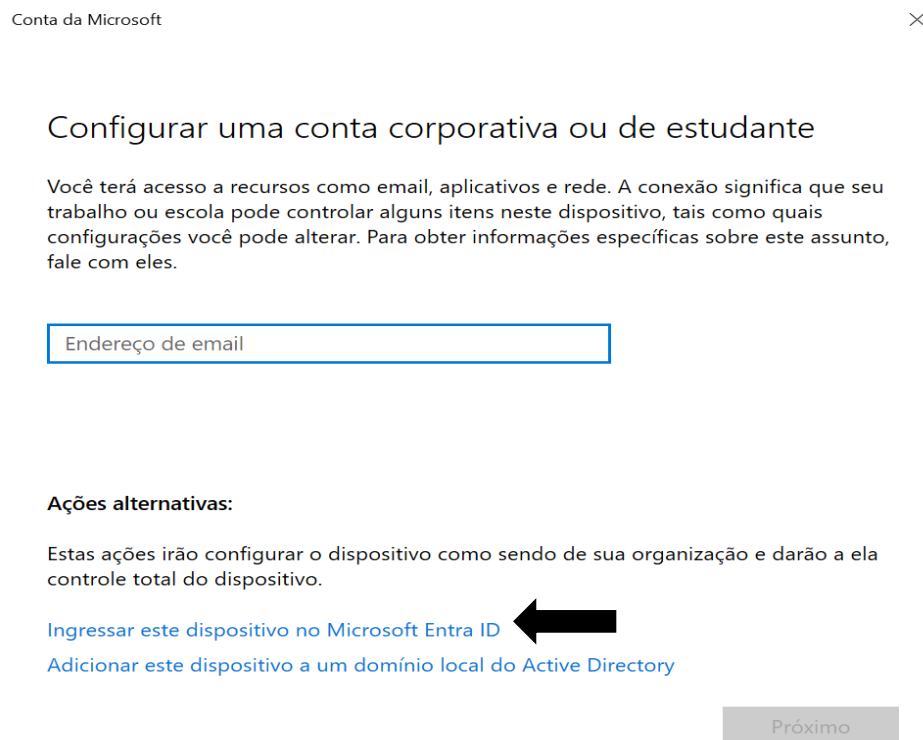 Conta da Microsoft
Configurar uma conta corporativa ou de estudante
Você terá acesso a recursos como email, aplicativos e rede. A conexão significa que seu
trabalho ou escola pode controlar alguns itens neste dispositivo, tais como quais
configurações você pode alterar. Para obter informações específicas sobre este assunto,
fale com eles.
Endereço de email
Ações alternativas:
Estas ações irão configurar o dispositivo como sendo de sua organização e darão a ela
controle total do dispositivo.
Ingressar este dispositivo no Microsoft Entra ID
Adicionar este dispositivo a um domínio local do Active Directory
Próximo